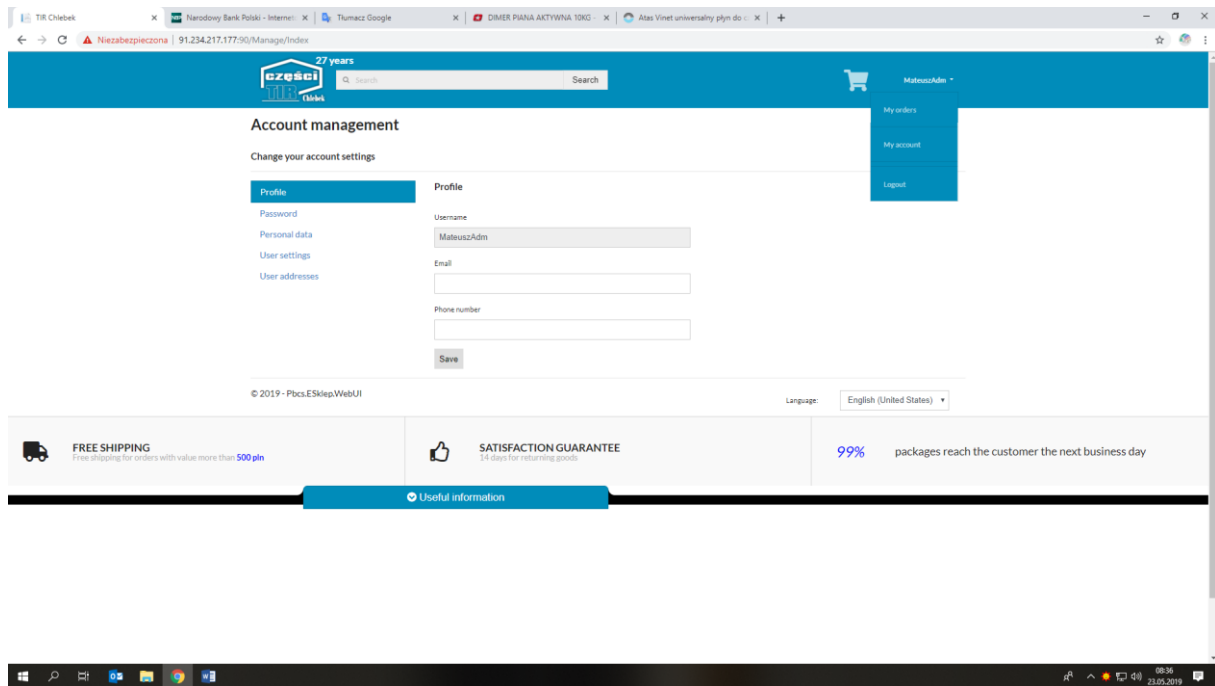 TIR Chlebek
Narodowy Bank Polski - Interne
Tłumacz Google
DIMER PIANA AKTYWNA 10KG -
Atas Vinet uniwersalny płyn do c
Niezabezpieczona 91.234.217.177:90/Manage/Index
27 years
części
TIR
Chlebek
Search
Search
MateuszAdm
My orders
My account
Logout
Account management
Change your account settings
Profile
Password
Personal data
User settings
User addresses
Profile
Username
MateuszAdm
Email
Phone number
Save
© 2019 - Pbcs.ESklep.WebUI
Language: English (United States)
FREE SHIPPING
Free shipping for orders with value more than 500 pln
SATISFACTION GUARANTEE
14 days for returning goods
99% packages reach the customer the next business day
Useful information
08:36
23.05.2019